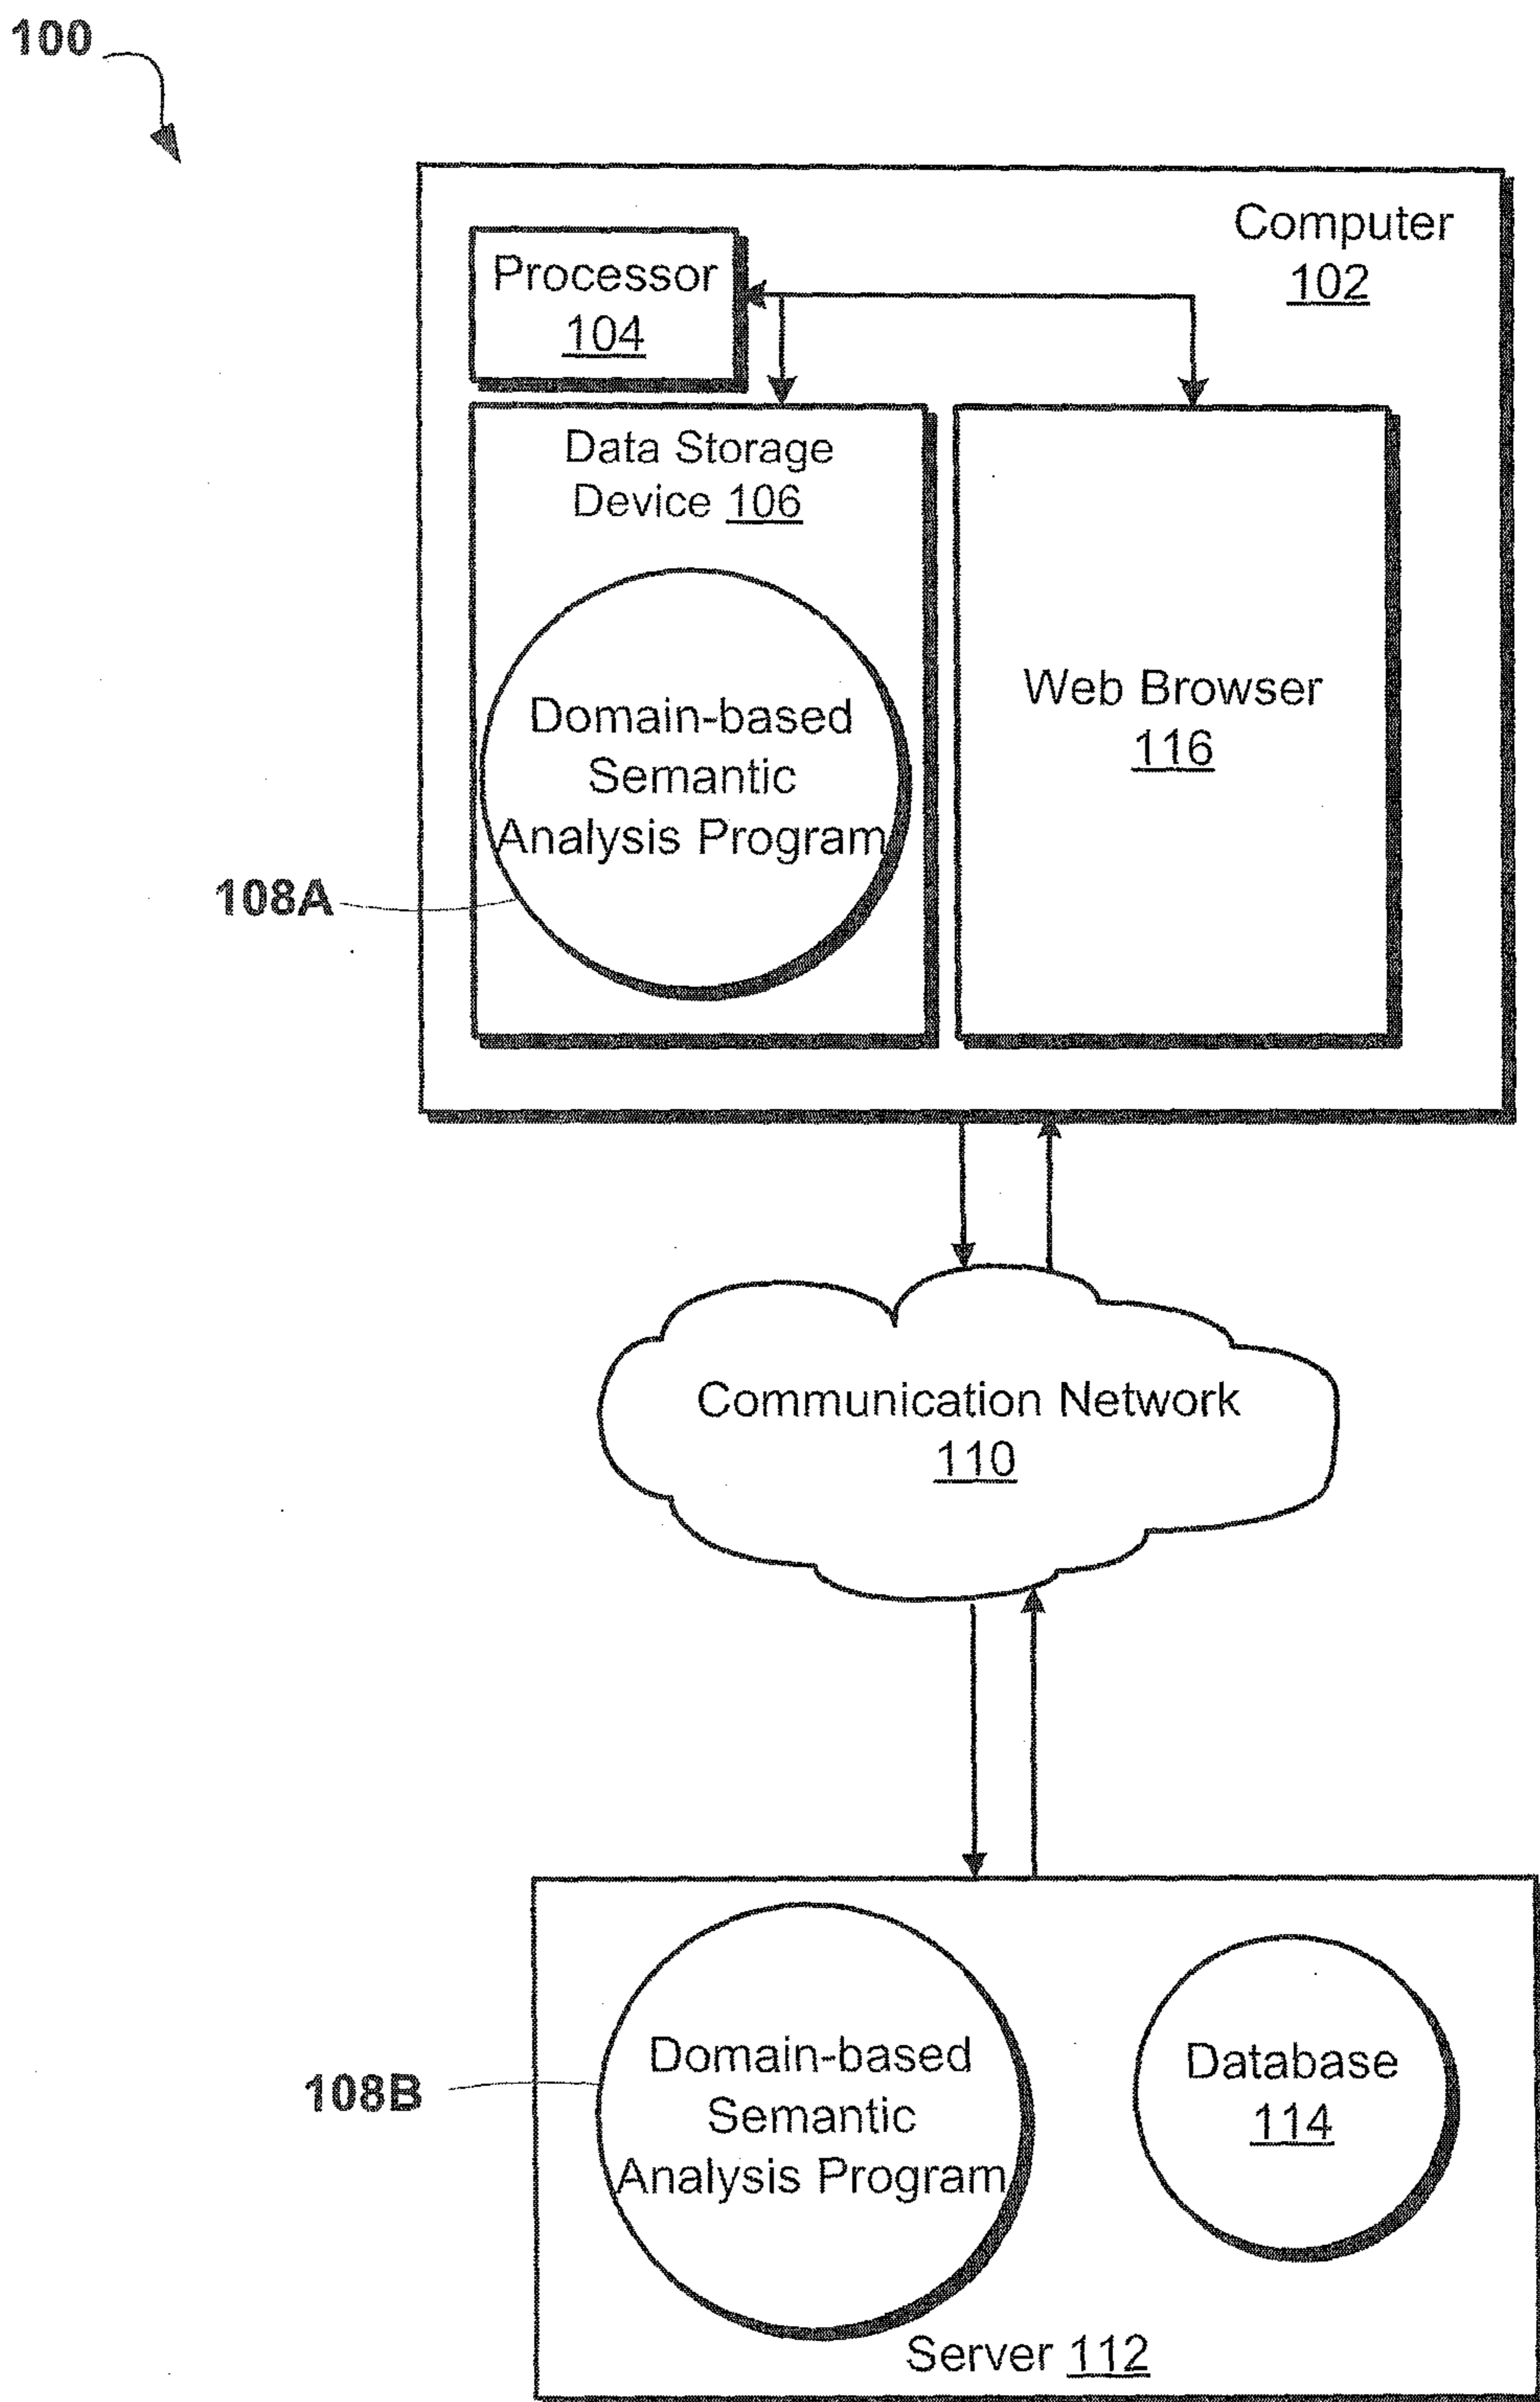 100
Computer
102
Processor
104
Data Storage
Device 106
Domain-based
Semantic
Analysis Program
108A
Web Browser
116
Communication Network
110
Domain-based
Semantic
Analysis Program
108B
Database
114
Server 112